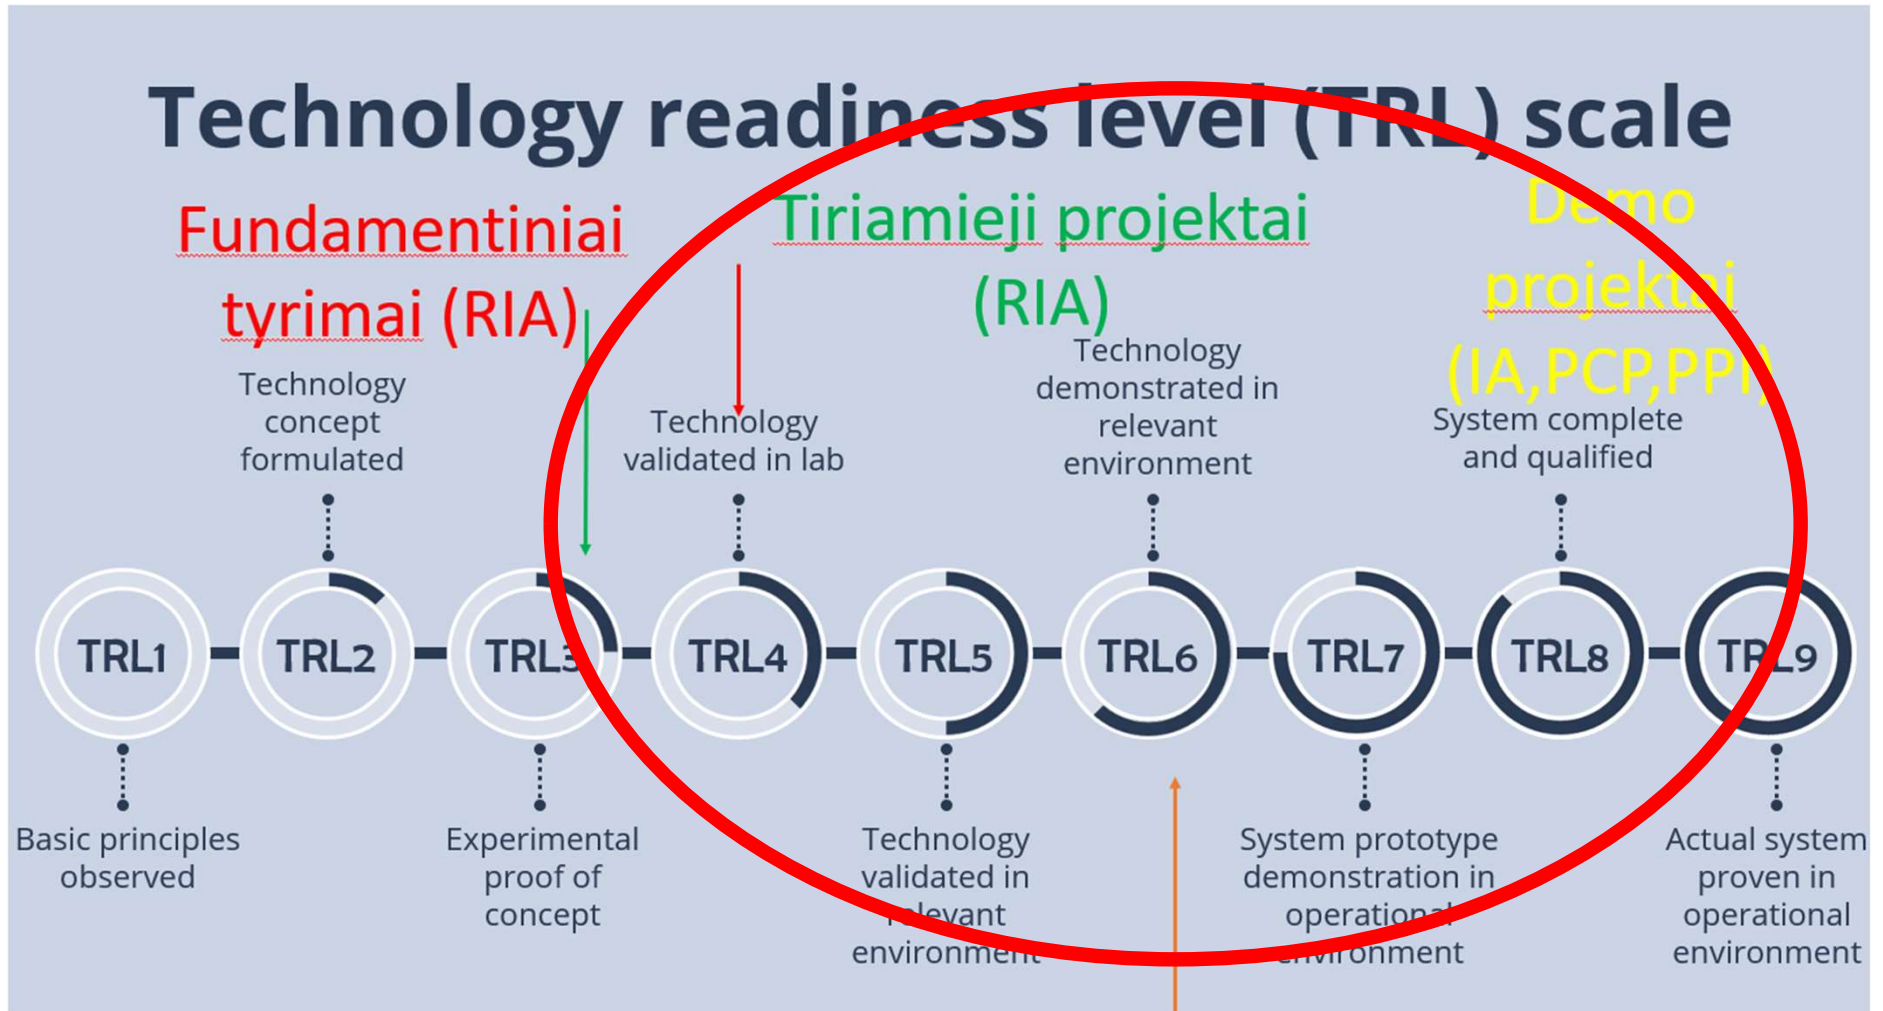 Technology readiness level (TRL) scale
Fundamentiniai
tyrimai (RIA)
Tiriamieji projektai
(RIA)
Demo
projektai
(IA,PCP,PPI)
Technology
concept
formulated
Technology
validated in lab
Technology
demonstrated in
relevant
environment
System complete
and qualified
TRL1
TRL2
TRL3
TRL4
TRL5
TRL6
TRL7
TRL8
TRL9
Basic principles
observed
Experimental
proof of
concept
Technology
validated in
relevant
environment
System prototype
demonstration in
operational
environment
Actual system
proven in
operational
environment